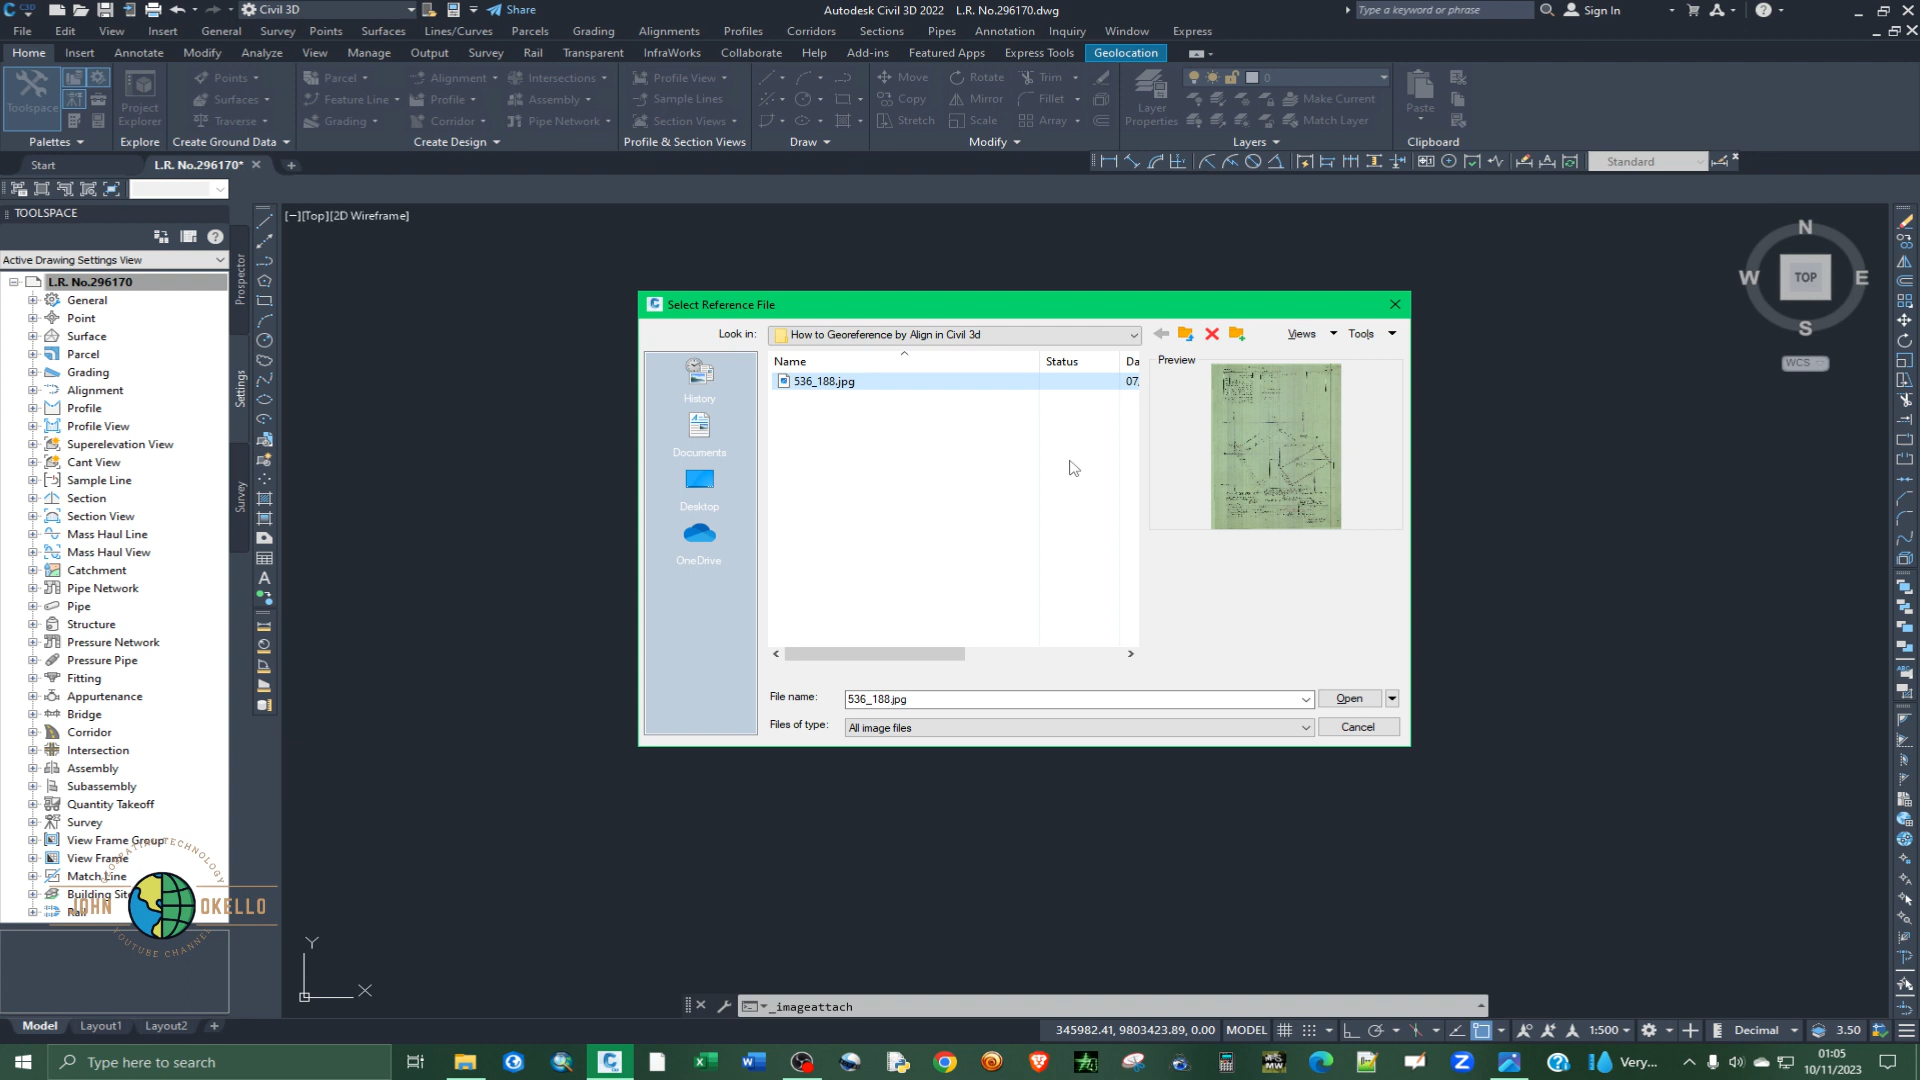 Civil 3D
Share
Autodesk Civil 3D 2022 L.R. No.296170.dwg
Type a keyword or phrase
Sign In
File Edit View Insert General Survey Points Surfaces Lines/Curves Parcels Grading Alignments Profiles Corridors Sections Pipes Annotation Inquiry Window Express
Home Insert Annotate Modify Analyze View Manage Output Survey Rail Transparent InfraWorks Collaborate Help Add-ins Featured Apps Express Tools Geolocation
Toolspace
Project Explorer
Points
Surfaces
Traverse
Parcel
Feature Line
Grading
Alignment
Profile
Corridor
Intersections
Assembly
Pipe Network
Profile View
Sample Lines
Section Views
Move
Copy
Stretch
Rotate
Mirror
Scale
Trim
Fillet
Array
Layer Properties
0
Make Current
Match Layer
Paste
Palettes Explore Create Ground Data Create Design Profile & Section Views Draw Modify Layers Clipboard
Start
L.R. No.296170*
Standard
TOOLSPACE
[−][Top][2D Wireframe]
Active Drawing Settings View
Prospector
Settings
Survey
L.R. No.296170
General
Point
Surface
Parcel
Grading
Alignment
Profile
Profile View
Superelevation View
Cant View
Sample Line
Section
Section View
Mass Haul Line
Mass Haul View
Catchment
Pipe Network
Pipe
Structure
Pressure Network
Pressure Pipe
Fitting
Appurtenance
Bridge
Corridor
Intersection
Assembly
Subassembly
Quantity Takeoff
Survey
View Frame Group
View Frame
Match Line
Building Site
Rail
GEOSPATIAL TECHNOLOGY
JOHN OKELLO
YOUTUBE CHANNEL
N
W TOP E
S
WCS
Select Reference File
Look in:
How to Georeference by Align in Civil 3d
Views
Tools
Name Status Da
536_188.jpg 07
Preview
History
Documents
Desktop
OneDrive
File name:
536_188.jpg
Open
Files of type:
All image files
Cancel
Y
X
_imageattach
Model Layout1 Layout2
345982.41, 9803423.89, 0.00 MODEL
1:500
Decimal
3.50
Type here to search
Very...
01:05
10/11/2023